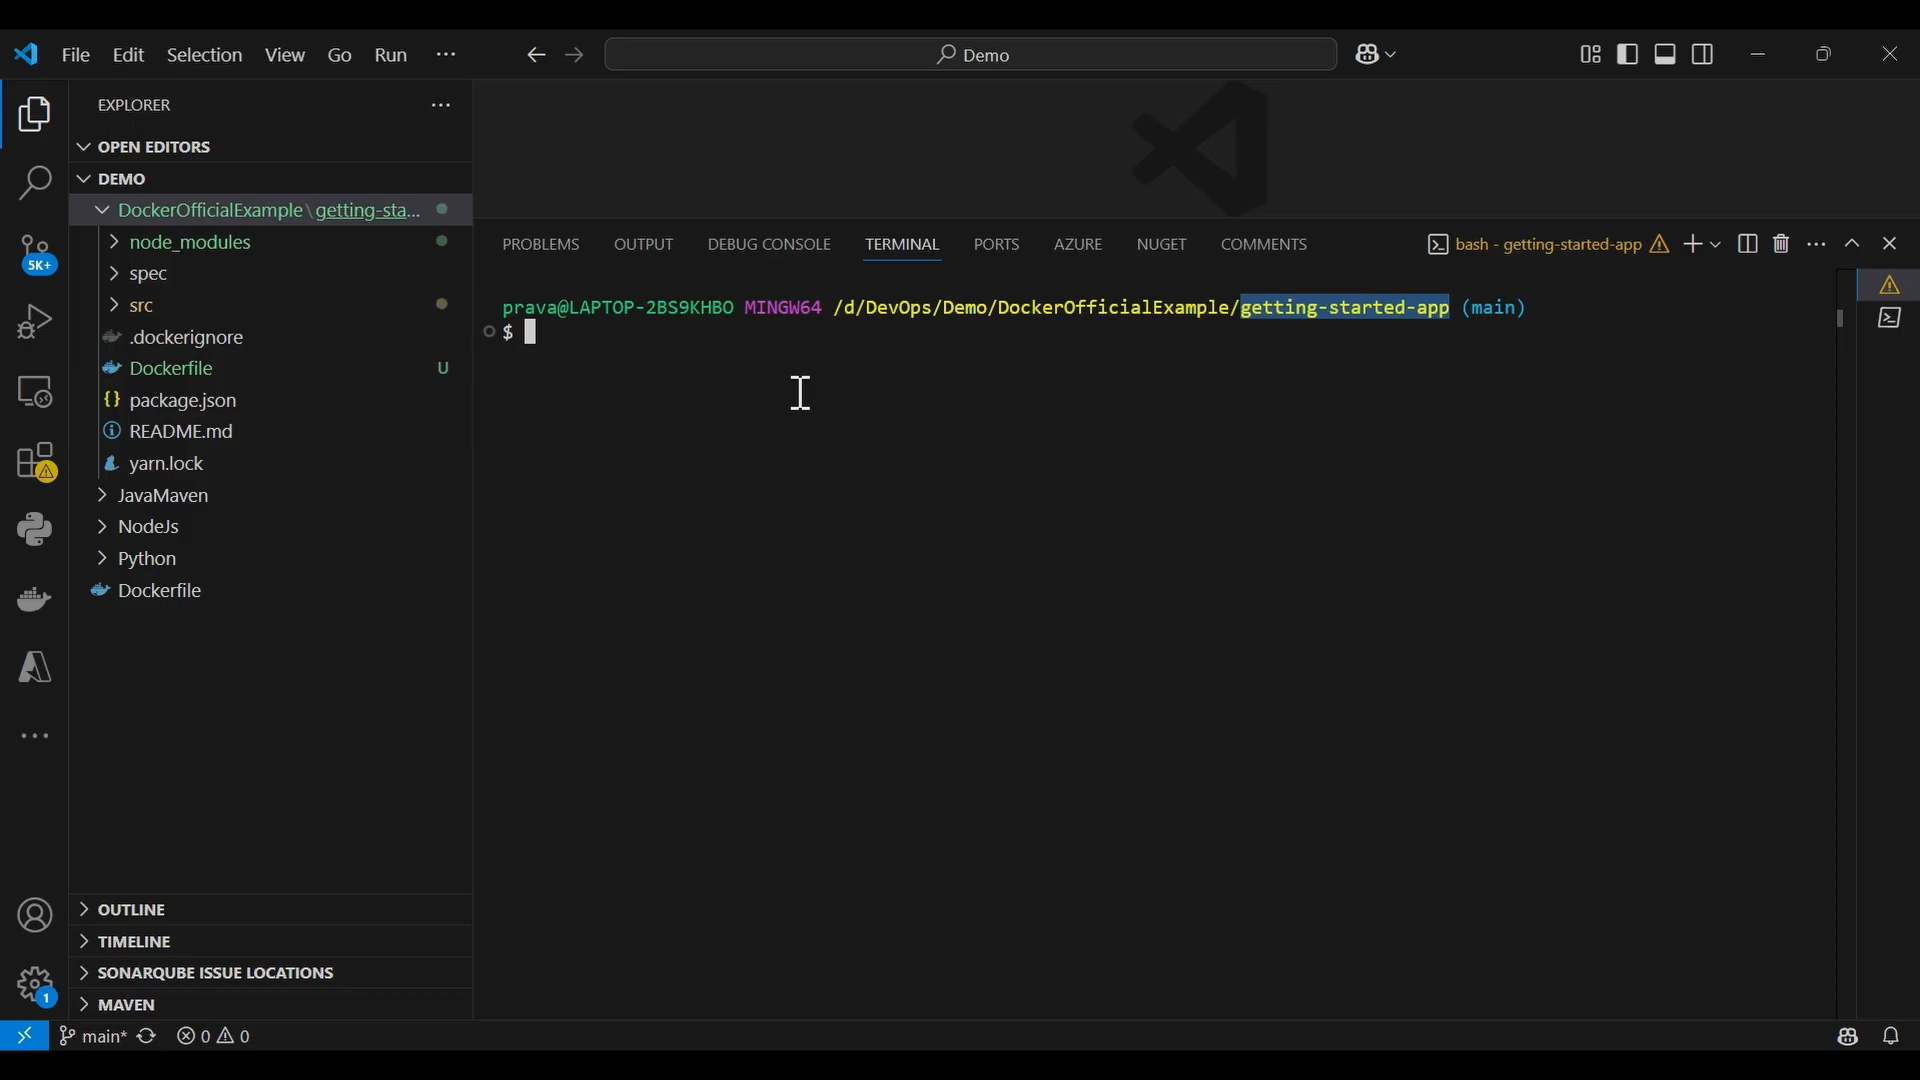 File Edit Selection View Go Run ··· Demo
EXPLORER
OPEN EDITORS
DEMO
DockerOfficialExample\getting-sta...
node_modules
spec
src
.dockerignore
Dockerfile U
package.json
README.md
yarn.lock
JavaMaven
NodeJs
Python
Dockerfile
OUTLINE
TIMELINE
SONARQUBE ISSUE LOCATIONS
MAVEN
5K+
1
PROBLEMS OUTPUT DEBUG CONSOLE TERMINAL PORTS AZURE NUGET COMMENTS bash - getting-started-app
prava@LAPTOP-2BS9KHBO MINGW64 /d/DevOps/Demo/DockerOfficialExample/getting-started-app (main)
$
main* 0 0